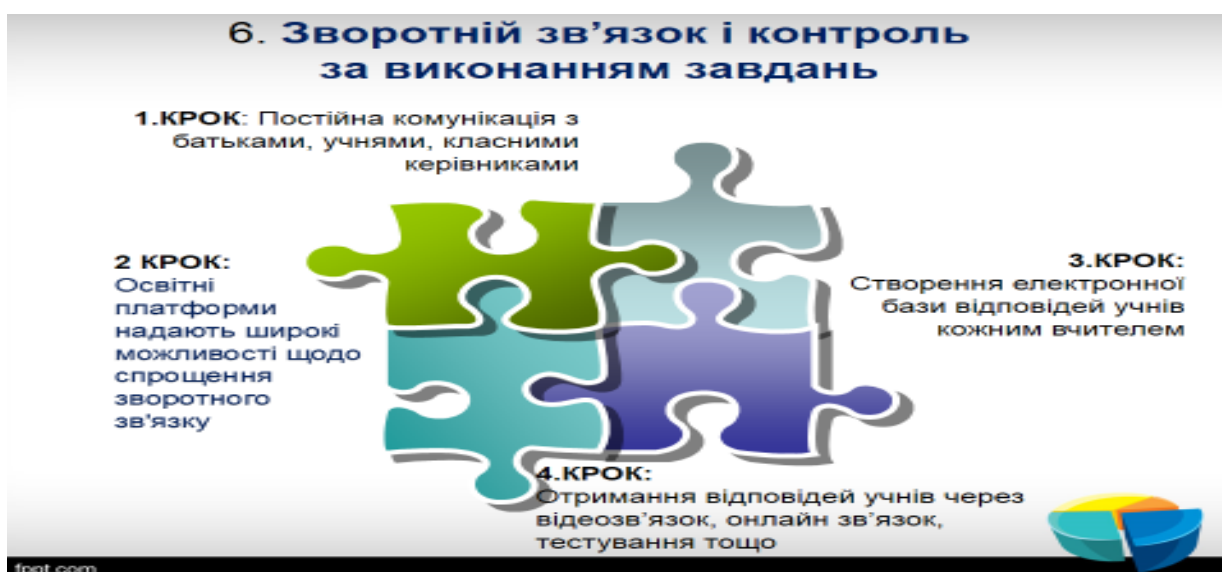 6. Зворотній зв'язок і контроль
за виконанням завдань
1.КРОК: Постійна комунікація з
батьками, учнями, класними
керівниками
2 КРОК:
Освітні
платформи
надають широкі
можливості щодо
спрощення
зворотного
зв'язку
3.КРОК:
Створення електронної
бази відповідей учнів
кожним вчителем
4.КРОК:
Отримання відповідей учнів через
відеозв'язок, онлайн зв'язок,
тестування тощо
fppt.com